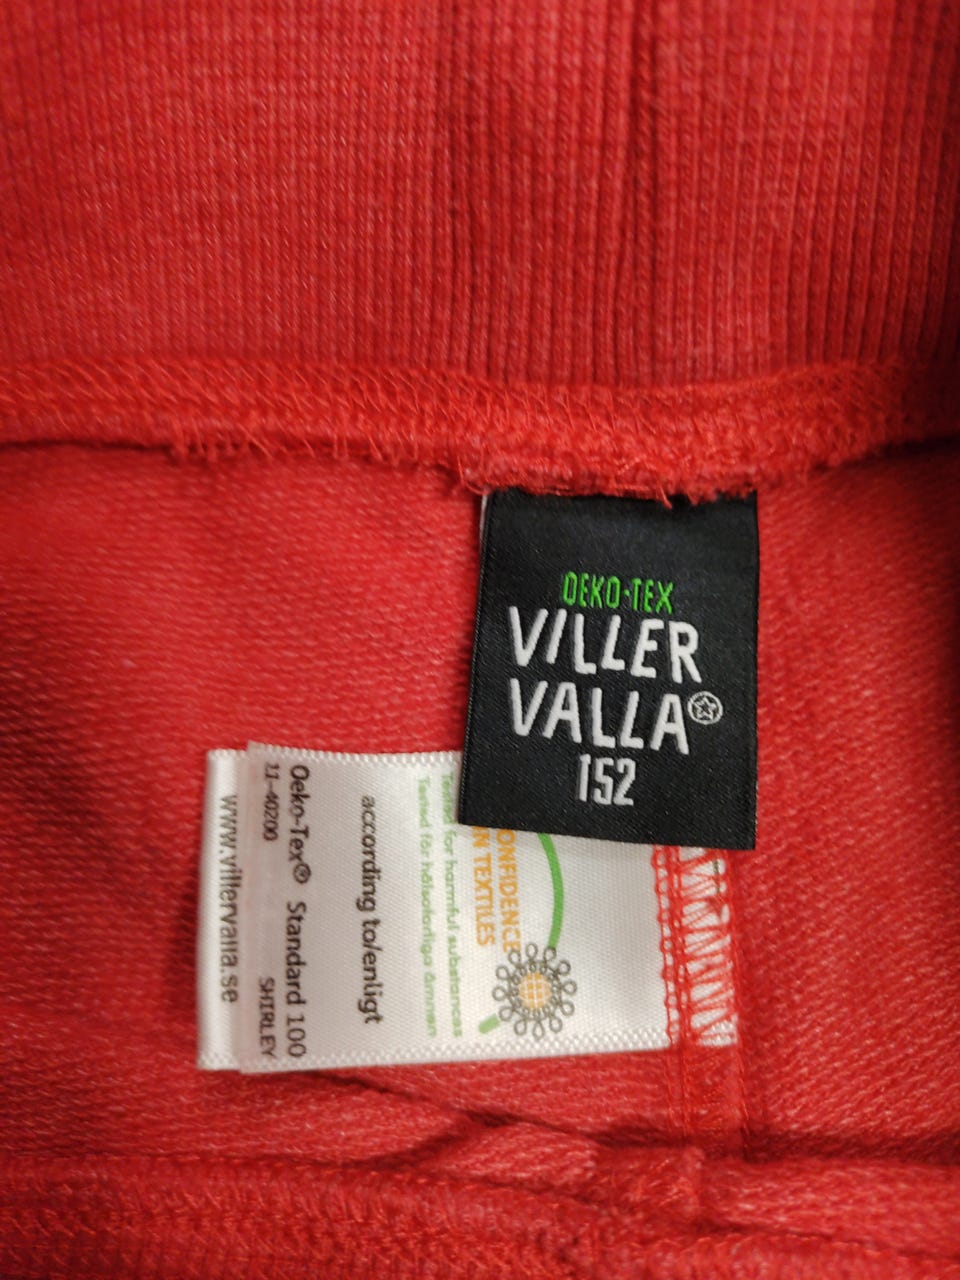 OEKO-TEX
VILLER
VALLA
152
CONFIDENCE
IN TEXTILES
Tested for harmful substances
Tested för hälsofarliga ämnen
according to/enligt
Oeko-Tex® Standard 100
11-40200 SHIRLEY
www.villervalla.se